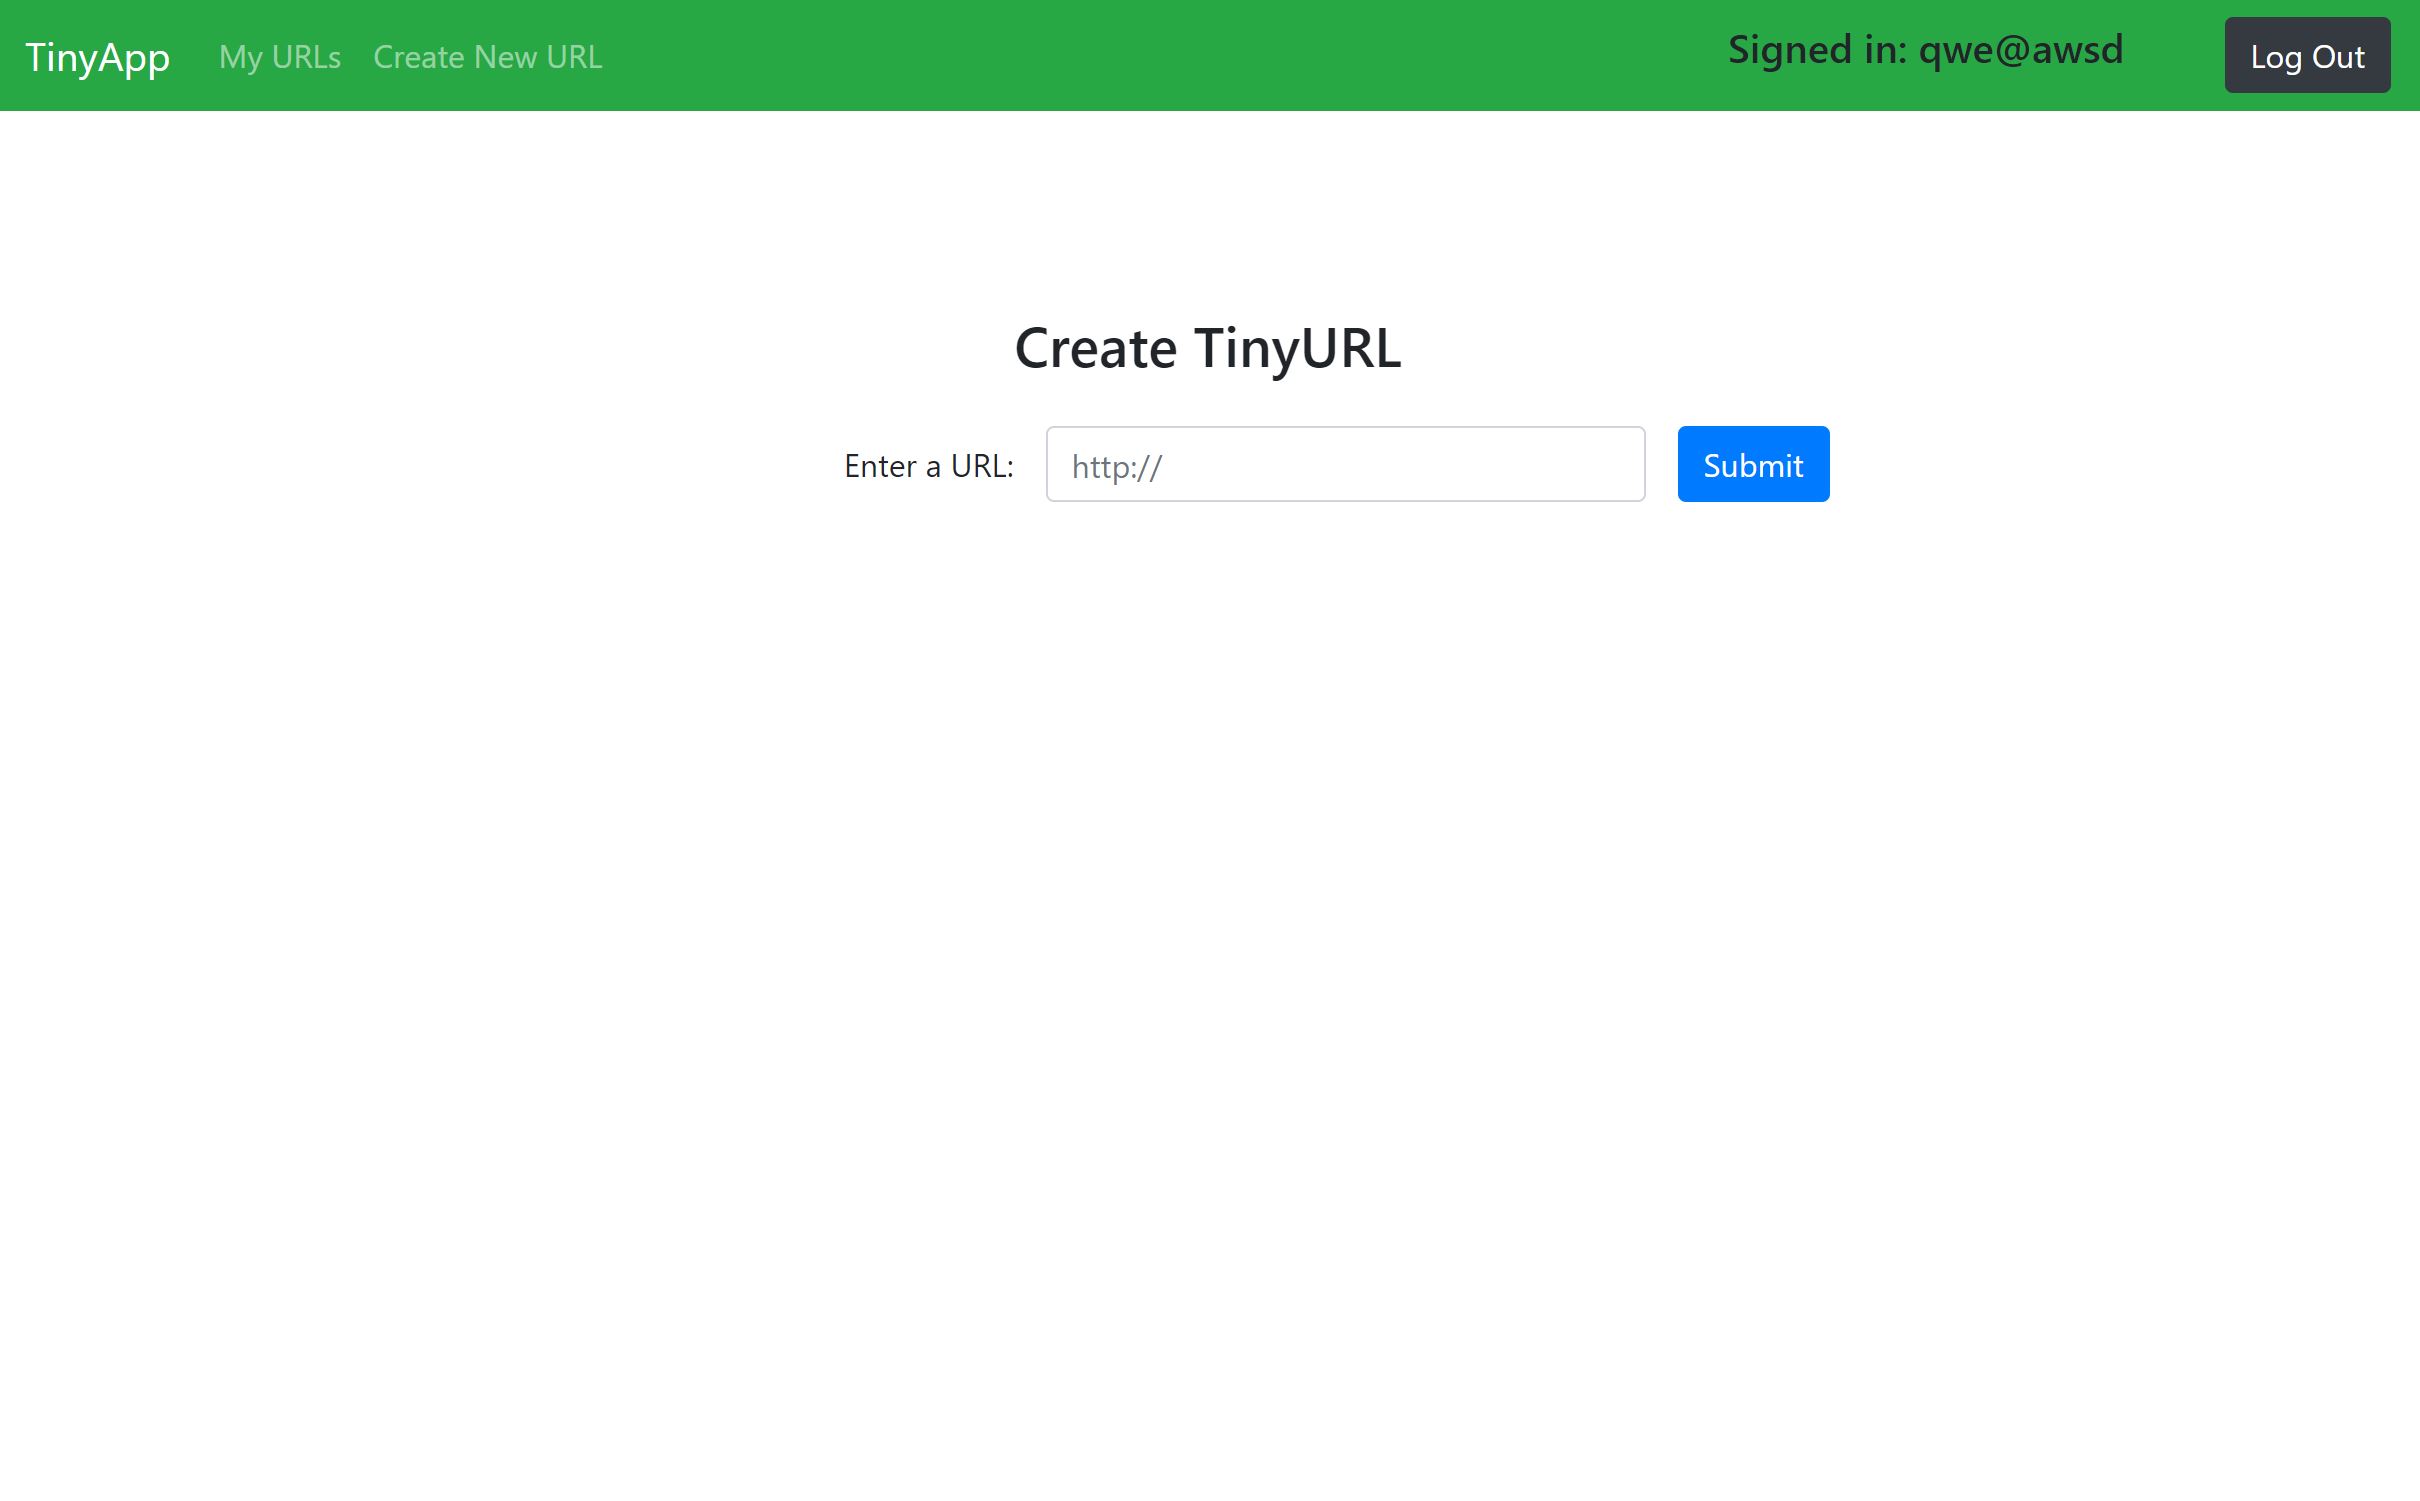 TinyApp My URLs Create New URL Signed in: qwe@awsd Log Out
Create TinyURL
Enter a URL: http:// Submit